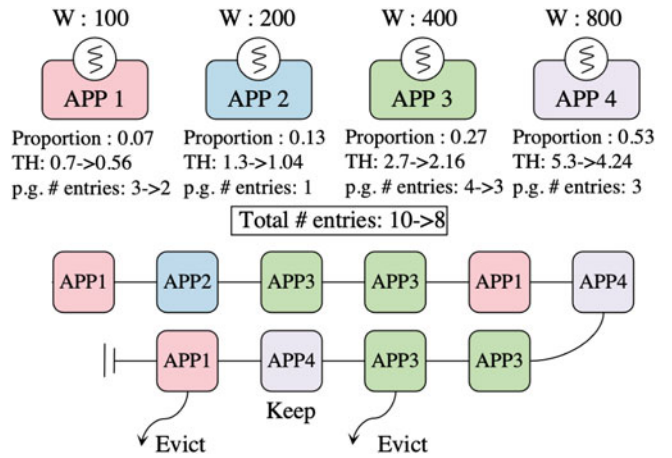 W : 100 W : 200 W : 400 W : 800
APP 1 APP 2 APP 3 APP 4
Proportion : 0.07 Proportion : 0.13 Proportion : 0.27 Proportion : 0.53
TH: 0.7->0.56 TH: 1.3->1.04 TH: 2.7->2.16 TH: 5.3->4.24
p.g. # entries: 3->2 p.g. # entries: 1 p.g. # entries: 4->3 p.g. # entries: 3
Total # entries: 10->8
APP1 APP2 APP3 APP3 APP1 APP4
APP1 APP4 APP3 APP3
Keep
Evict Evict